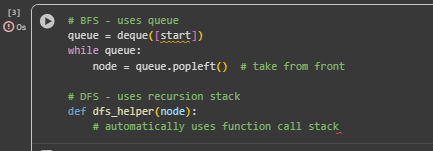 [3]
0s
# BFS - uses queue
queue = deque([start])
while queue:
    node = queue.popleft()  # take from front

# DFS - uses recursion stack
def dfs_helper(node):
    # automatically uses function call stack